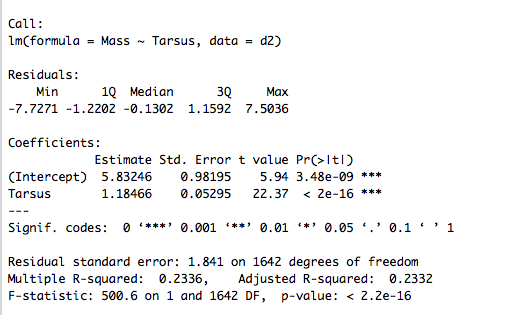 Call:
lm(formula = Mass ~ Tarsus, data = d2)
Residuals:
    Min      1Q  Median      3Q     Max
-7.7271 -1.2202 -0.1302  1.1592  7.5036
Coefficients:
            Estimate Std. Error t value Pr(>|t|)
(Intercept)  5.83246    0.98195    5.94 3.48e-09 ***
Tarsus       1.18466    0.05295   22.37  < 2e-16 ***
---
Signif. codes:  0 ‘***’ 0.001 ‘**’ 0.01 ‘*’ 0.05 ‘.’ 0.1 ‘ ’ 1
Residual standard error: 1.841 on 1642 degrees of freedom
Multiple R-squared:  0.2336,    Adjusted R-squared:  0.2332
F-statistic: 500.6 on 1 and 1642 DF,  p-value: < 2.2e-16